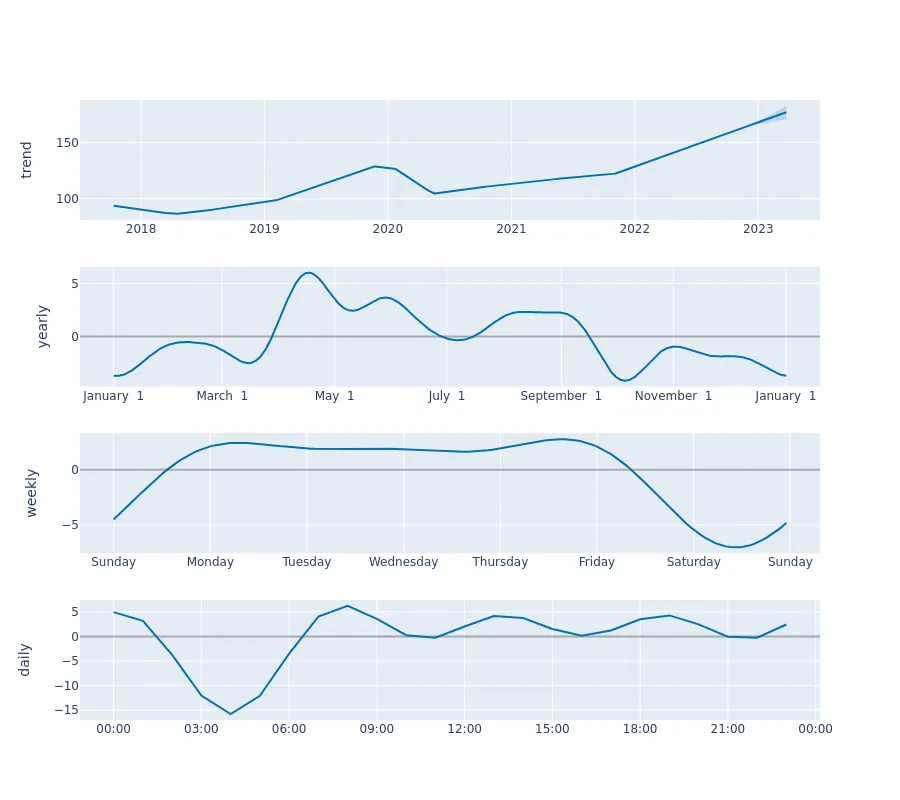 trend
150
100
2018 2019 2020 2021 2022 2023
yearly
5
0
January 1 March 1 May 1 July 1 September 1 November 1 January 1
weekly
0
−5
Sunday Monday Tuesday Wednesday Thursday Friday Saturday Sunday
daily
5
0
−5
−10
−15
00:00 03:00 06:00 09:00 12:00 15:00 18:00 21:00 00:00